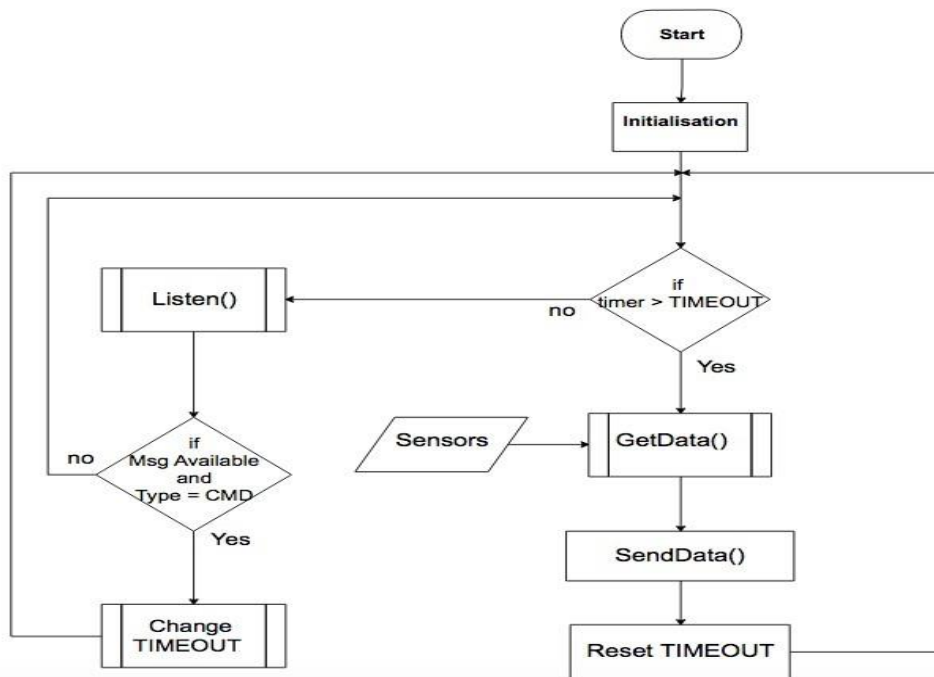 Start
Initialisation
if
timer > TIMEOUT
no
Yes
Listen()
if
Msg Available
and
Type = CMD
no
Yes
Change
TIMEOUT
Sensors
GetData()
SendData()
Reset TIMEOUT